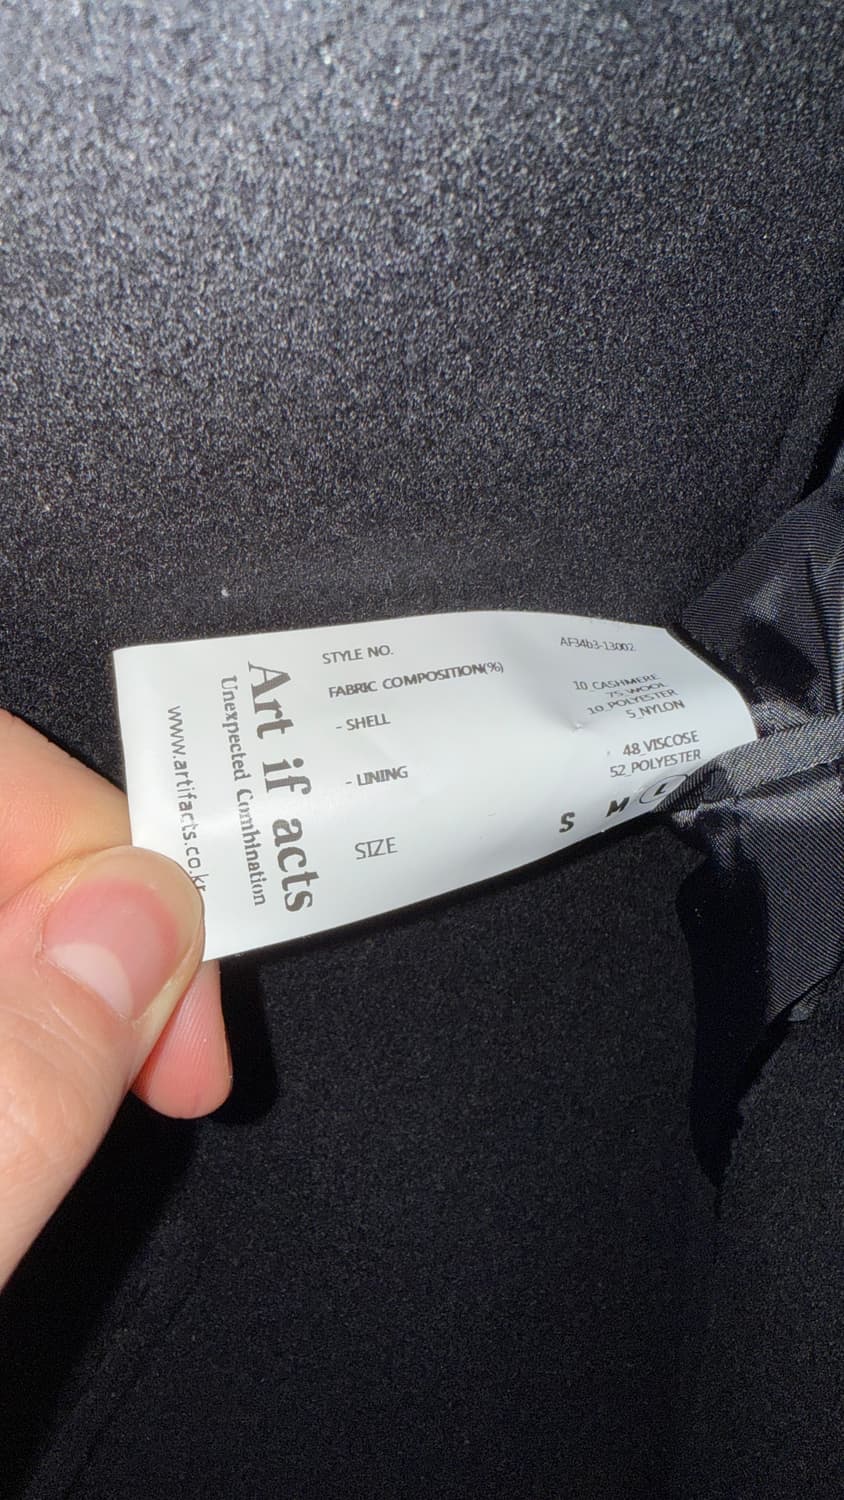 STYLE NO. AF34b3-13002
FABRIC COMPOSITION(%)
- SHELL 10_CASHMERE
75_WOOL
10_POLYESTER
5_NYLON
- LINING 48_VISCOSE
52_POLYESTER
SIZE S M L
Art if acts
Unexpected Combination
www.artifacts.co.kr